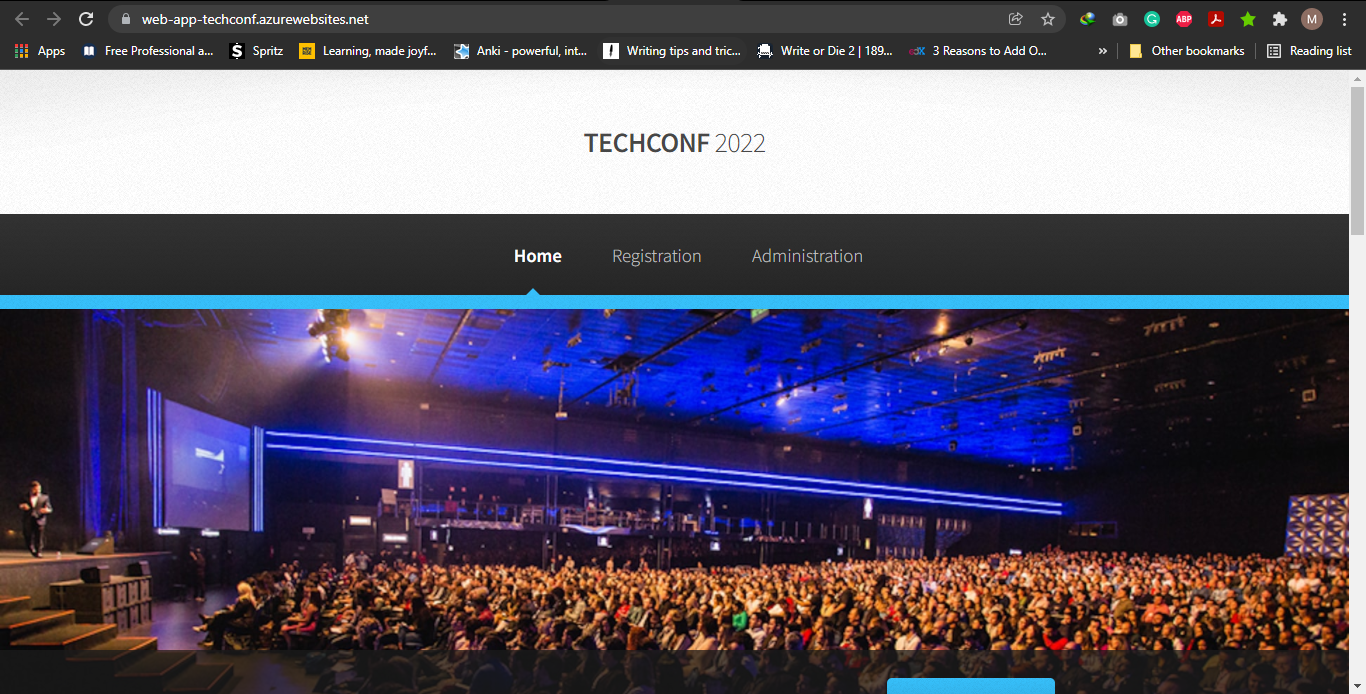 web-app-techconf.azurewebsites.net
ABP
M
Apps
Free Professional a...
Spritz
Learning, made joyf...
Anki - powerful, int...
Writing tips and tric...
Write or Die 2 | 189...
3 Reasons to Add O...
»
Other bookmarks
Reading list
TECHCONF 2022
Home
Registration
Administration